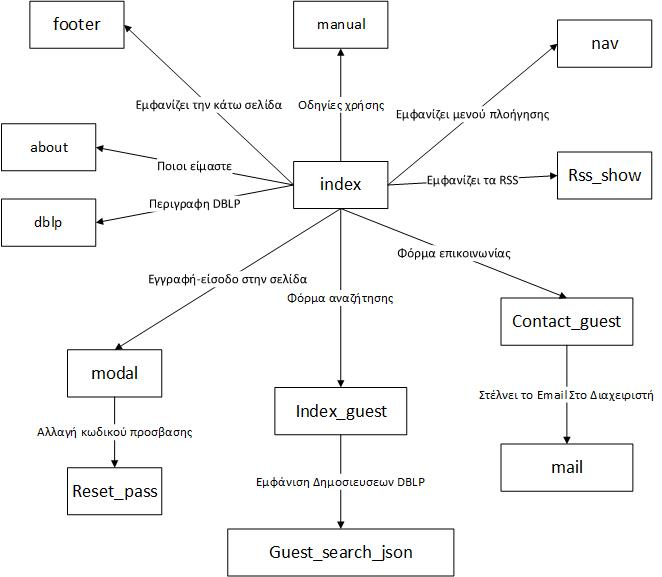 footer
manual
nav
Εμφανίζει την κάτω σελίδα
Οδηγίες χρήσης
Εμφανίζει μενού πλοήγησης
about
Ποιοι είμαστε
index
Εμφανίζει τα RSS
Rss_show
dblp
Περιγραφη DBLP
Φόρμα επικοινωνίας
Εγγραφή-είσοδο στην σελίδα
Φόρμα αναζήτησης
Contact_guest
modal
Index_guest
Στέλνει το Email Στο Διαχειριστή
Αλλαγή κωδικού προσβασης
mail
Reset_pass
Εμφάνιση Δημοσιευσεων DBLP
Guest_search_json